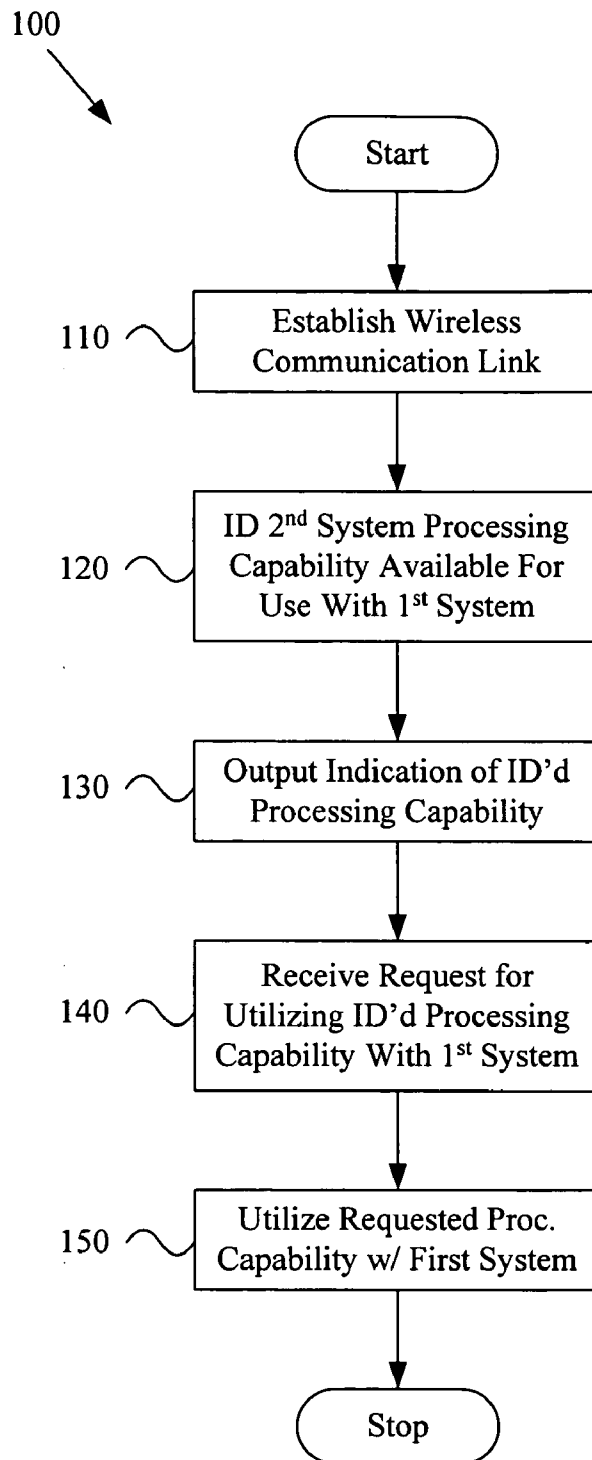 100
Start
110
Establish Wireless
Communication Link
120
ID 2nd System Processing
Capability Available For
Use With 1st System
130
Output Indication of ID’d
Processing Capability
140
Receive Request for
Utilizing ID’d Processing
Capability With 1st System
150
Utilize Requested Proc.
Capability w/ First System
Stop